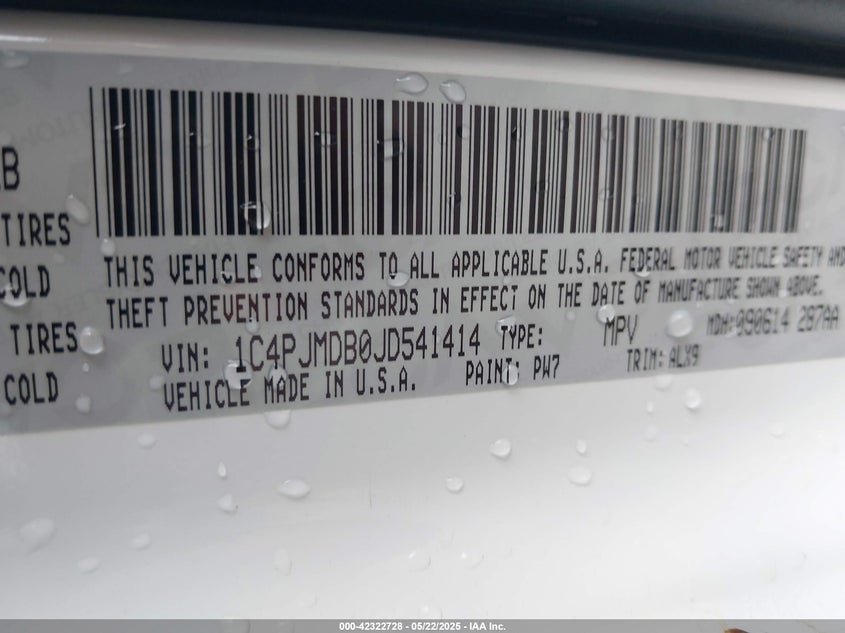 B
TIRES
COLD
TIRES
COLD
THIS VEHICLE CONFORMS TO ALL APPLICABLE U.S.A. FEDERAL MOTOR VEHICLE SAFETY AND
THEFT PREVENTION STANDARDS IN EFFECT ON THE DATE OF MANUFACTURE SHOWN ABOVE.
VIN: 1C4PJMDB0JD541414 TYPE: MPV MDH:090614 287AA
VEHICLE MADE IN U.S.A. PAINT: PW7 TRIM: ALX9
000-42322728 - 05/22/2025 - IAA Inc.